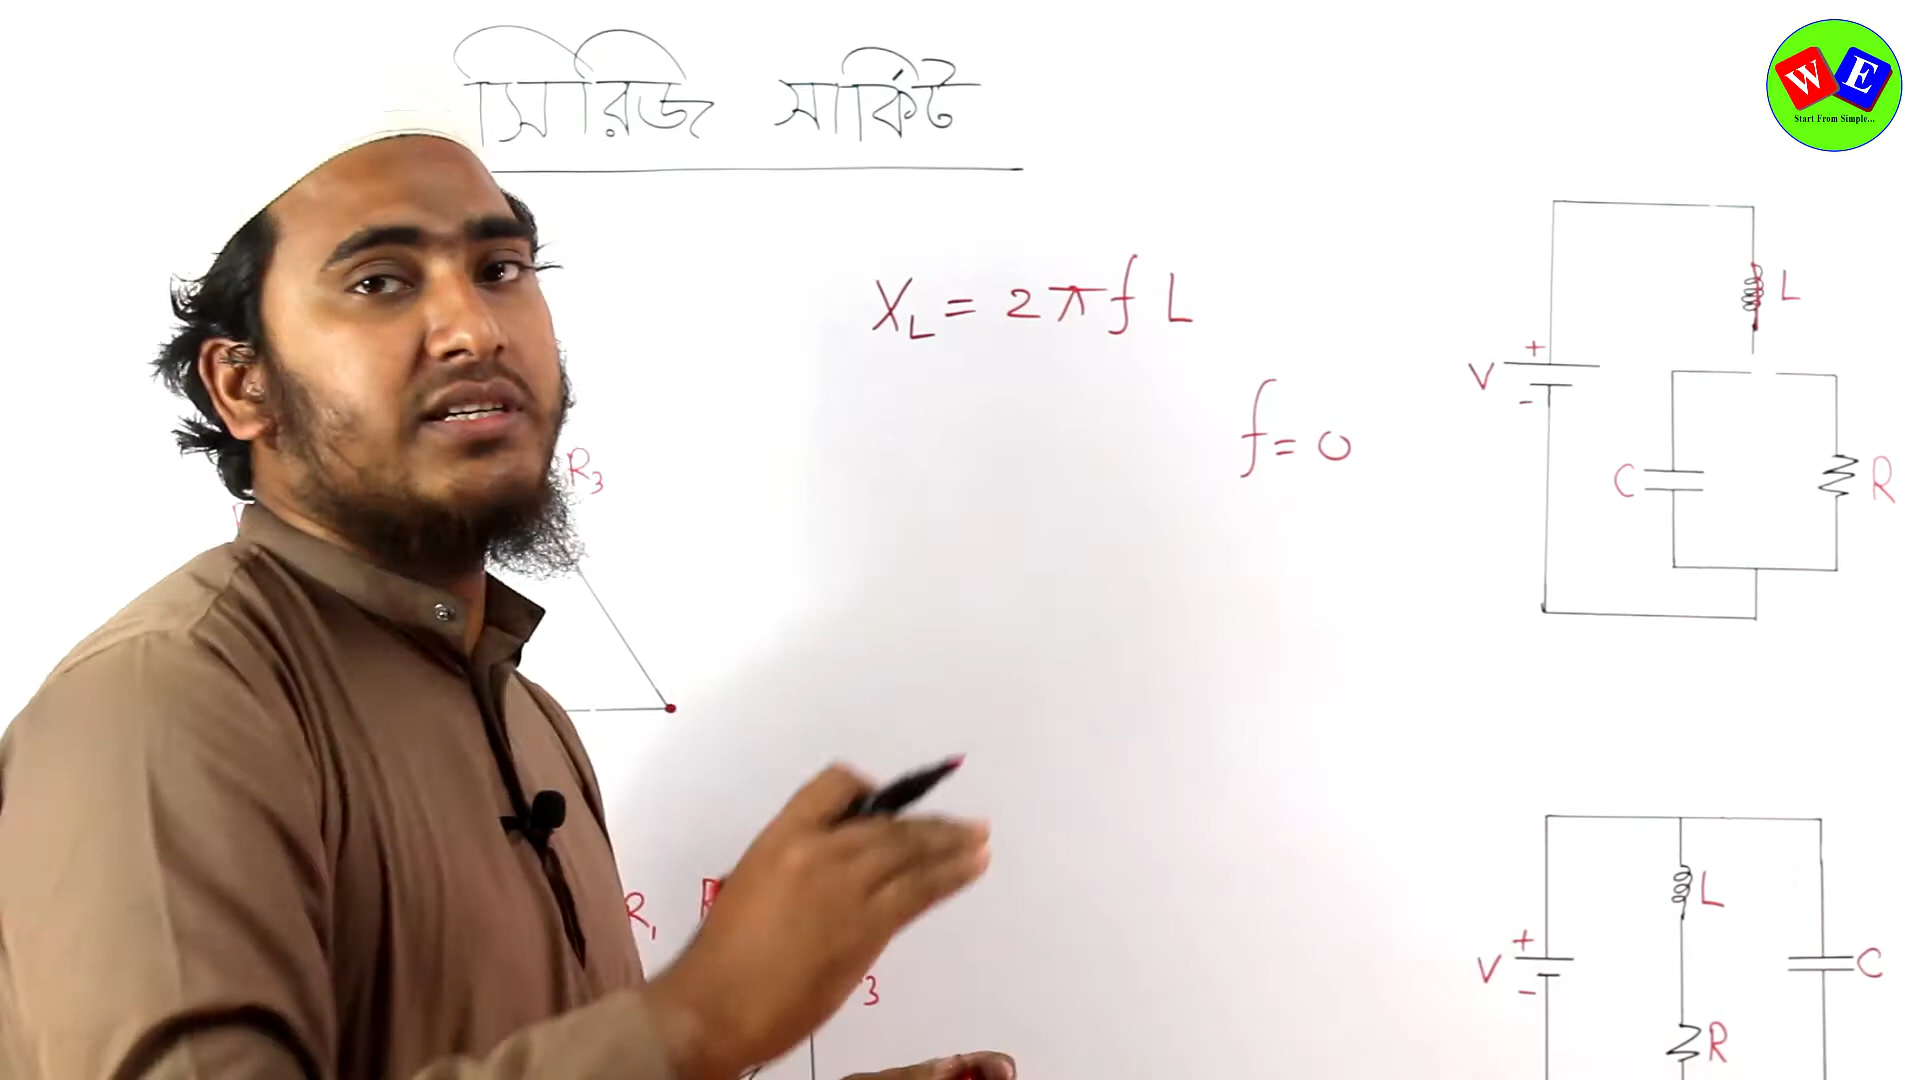 সিরিজ সার্কিট
W E
Start From Simple...
X_L = 2πf L
f = 0
L
+
V
-
C
R
R3
R1
3
L
+
V
-
C
R